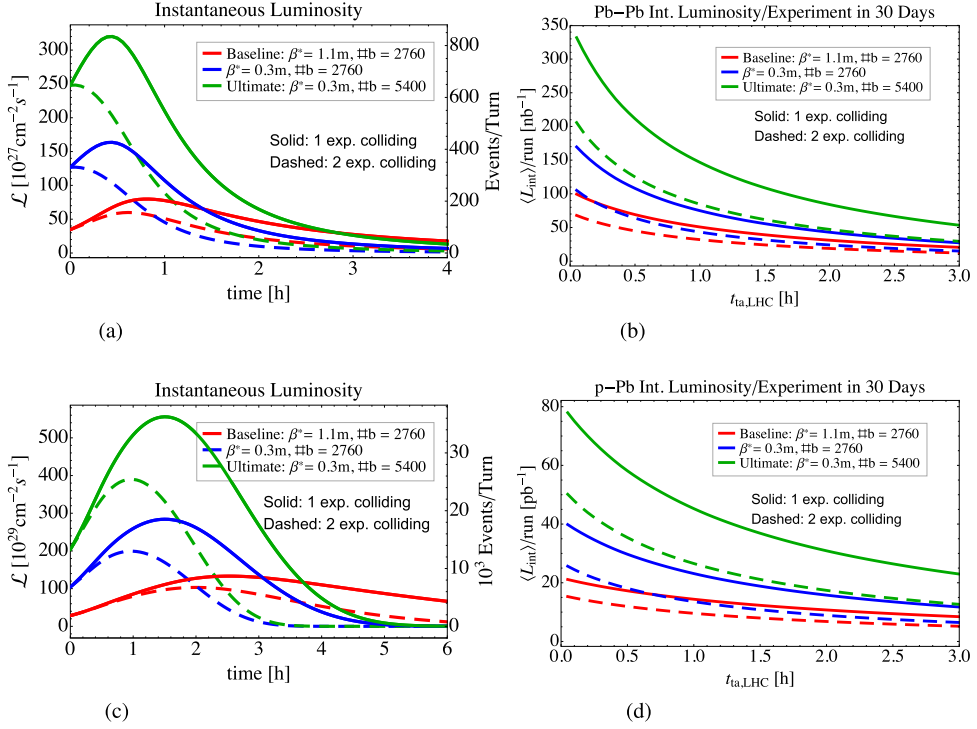 Instantaneous Luminosity
ℒ [10²⁷cm⁻²s⁻¹]
300
250
200
150
100
50
0
Baseline: β*= 1.1m, ⌗b = 2760
β*= 0.3m, ⌗b = 2760
Ultimate: β*= 0.3m, ⌗b = 5400
Solid: 1 exp. colliding
Dashed: 2 exp. colliding
800
600
400
200
0
Events/Turn
0 1 2 3 4
time [h]
(a)
Pb−Pb Int. Luminosity/Experiment in 30 Days
⟨L_int⟩/run [nb⁻¹]
350
300
250
200
150
100
50
0
Baseline: β*= 1.1m, ⌗b = 2760
β*= 0.3m, ⌗b = 2760
Ultimate: β*= 0.3m, ⌗b = 5400
Solid: 1 exp. colliding
Dashed: 2 exp. colliding
0.0 0.5 1.0 1.5 2.0 2.5 3.0
t_ta,LHC [h]
(b)
Instantaneous Luminosity
ℒ [10²⁹cm⁻²s⁻¹]
500
400
300
200
100
0
Baseline: β*= 1.1m, ⌗b = 2760
β*= 0.3m, ⌗b = 2760
Ultimate: β*= 0.3m, ⌗b = 5400
Solid: 1 exp. colliding
Dashed: 2 exp. colliding
30
20
10
0
10³ Events/Turn
0 1 2 3 4 5 6
time [h]
(c)
p−Pb Int. Luminosity/Experiment in 30 Days
⟨L_int⟩/run [pb⁻¹]
80
60
40
20
0
Baseline: β*= 1.1m, ⌗b = 2760
β*= 0.3m, ⌗b = 2760
Ultimate: β*= 0.3m, ⌗b = 5400
Solid: 1 exp. colliding
Dashed: 2 exp. colliding
0.0 0.5 1.0 1.5 2.0 2.5 3.0
t_ta,LHC [h]
(d)